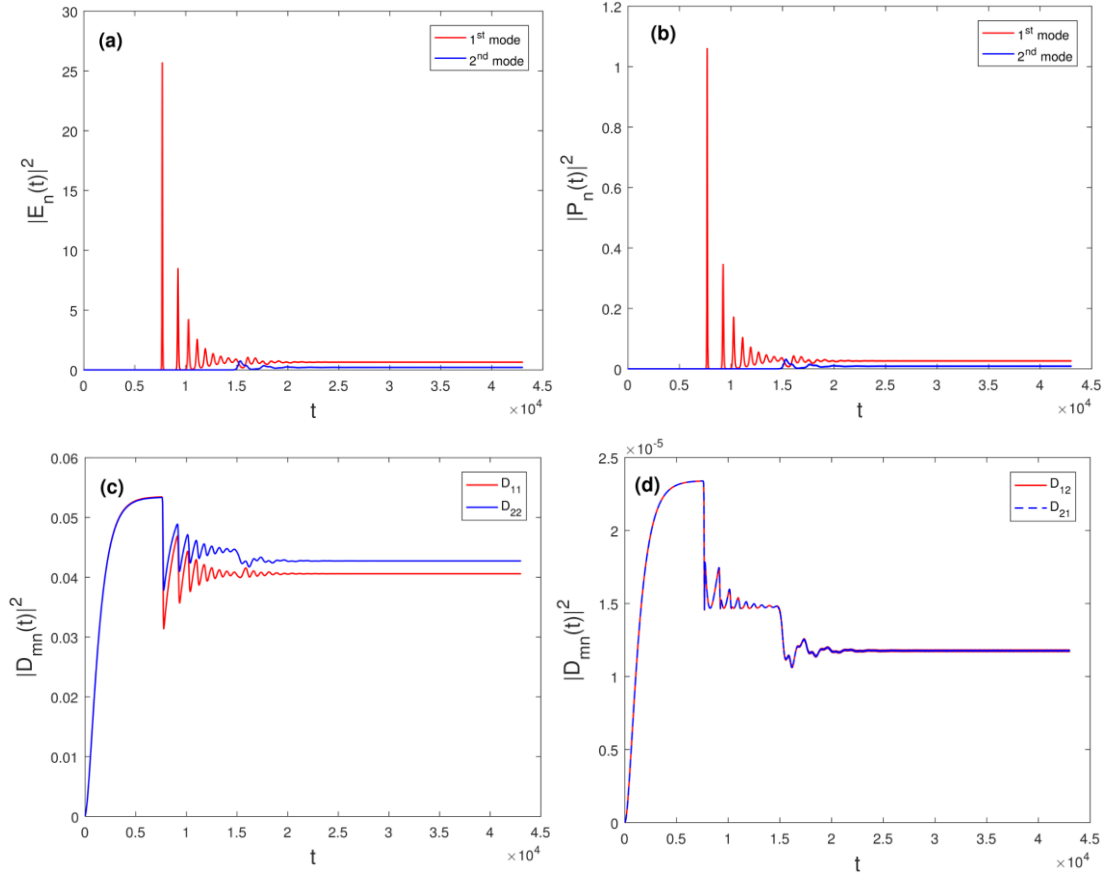 (a)
1st mode
2nd mode
30
25
20
15
10
5
0
|E_n(t)|^2
0 0.5 1 1.5 2 2.5 3 3.5 4 4.5
×10^4
t
(b)
1st mode
2nd mode
1.2
1
0.8
0.6
0.4
0.2
0
|P_n(t)|^2
0 0.5 1 1.5 2 2.5 3 3.5 4 4.5
×10^4
t
(c)
D_11
D_22
0.06
0.05
0.04
0.03
0.02
0.01
0
|D_mn(t)|^2
0 0.5 1 1.5 2 2.5 3 3.5 4 4.5
×10^4
t
×10^-5
(d)
D_12
D_21
2.5
2
1.5
1
0.5
0
|D_mn(t)|^2
0 0.5 1 1.5 2 2.5 3 3.5 4 4.5
×10^4
t